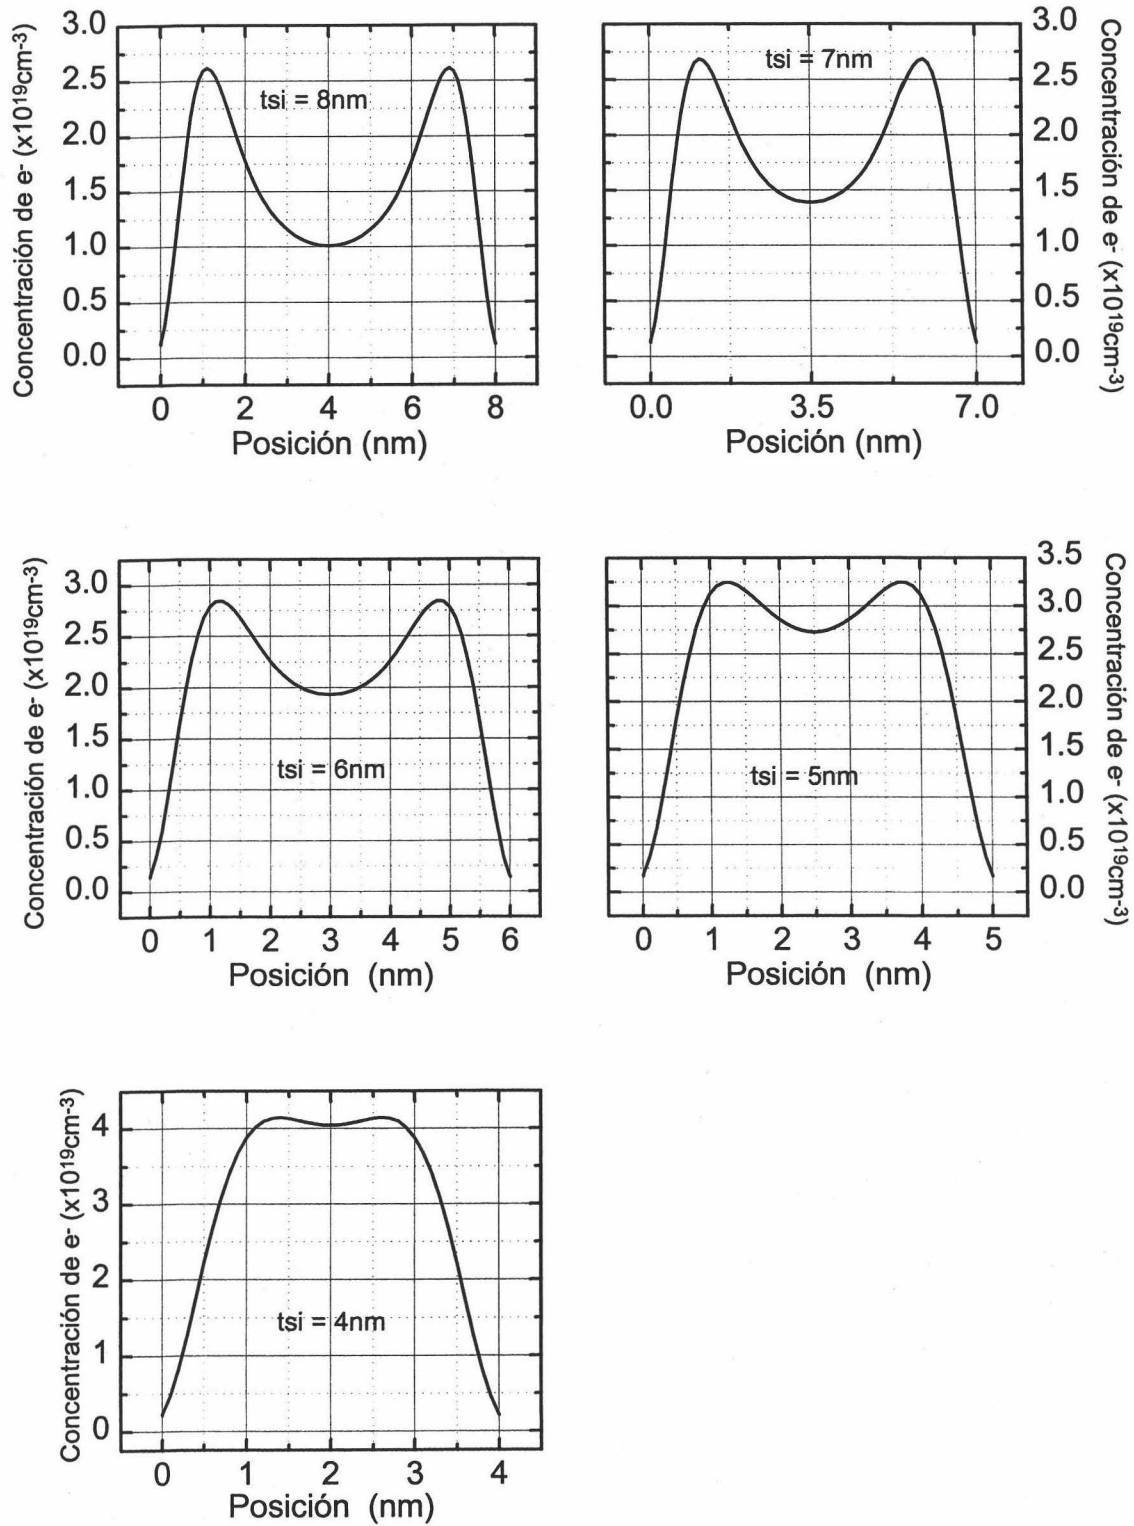 Concentración de e- (x10¹⁹cm⁻³)
3.0
2.5
2.0
1.5
1.0
0.5
0.0
tsi = 8nm
0 2 4 6 8
Posición (nm)
tsi = 7nm
3.0
2.5
2.0
1.5
1.0
0.5
0.0
Concentración de e- (x10¹⁹cm⁻³)
0.0 3.5 7.0
Posición (nm)
Concentración de e- (x10¹⁹cm⁻³)
3.0
2.5
2.0
1.5
1.0
0.5
0.0
tsi = 6nm
0 1 2 3 4 5 6
Posición (nm)
tsi = 5nm
3.5
3.0
2.5
2.0
1.5
1.0
0.5
0.0
Concentración de e- (x10¹⁹cm⁻³)
0 1 2 3 4 5
Posición (nm)
Concentración de e- (x10¹⁹cm⁻³)
4
3
2
1
0
tsi = 4nm
0 1 2 3 4
Posición (nm)